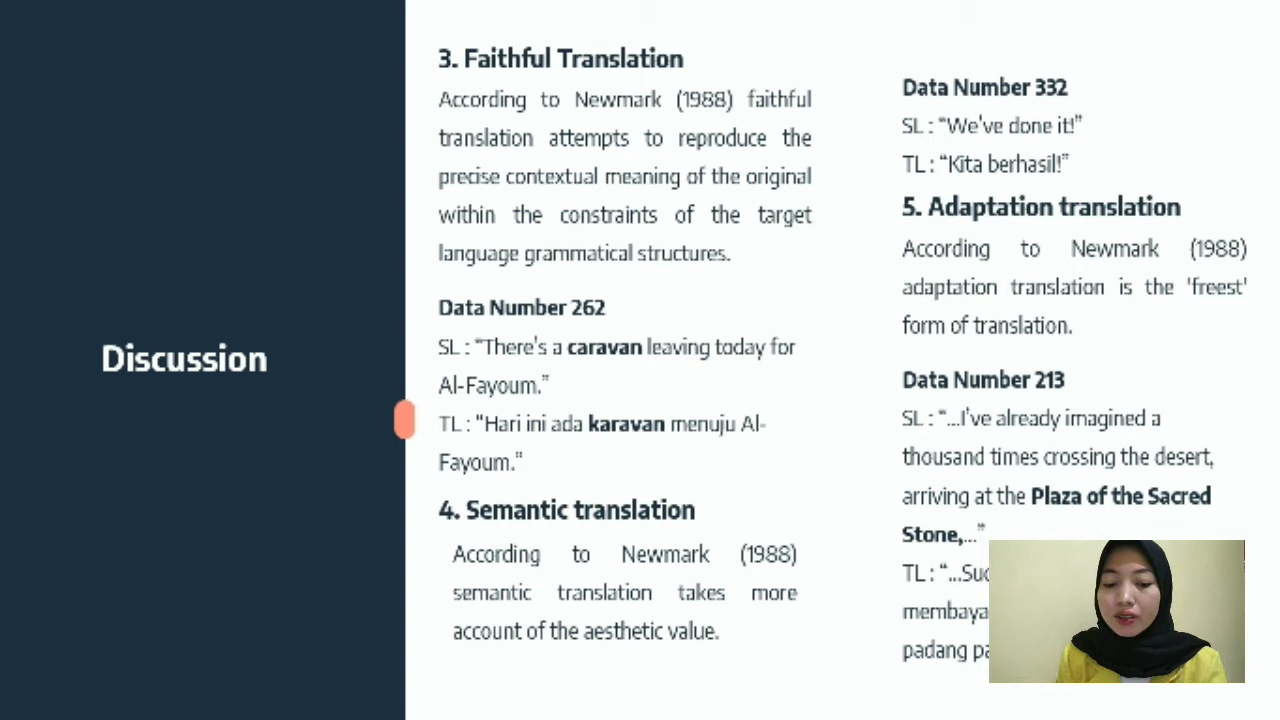 Discussion
3. Faithful Translation
According to Newmark (1988) faithful
translation attempts to reproduce the
precise contextual meaning of the original
within the constraints of the target
language grammatical structures.
Data Number 262
SL : “There's a caravan leaving today for
Al-Fayoum.”
TL : “Hari ini ada karavan menuju Al-
Fayoum.”
4. Semantic translation
According to Newmark (1988)
semantic translation takes more
account of the aesthetic value.
Data Number 332
SL : “We've done it!”
TL : “Kita berhasil!”
5. Adaptation translation
According to Newmark (1988)
adaptation translation is the 'freest'
form of translation.
Data Number 213
SL : “...I've already imagined a
thousand times crossing the desert,
arriving at the Plaza of the Sacred
Stone,...”
TL : “...
padang